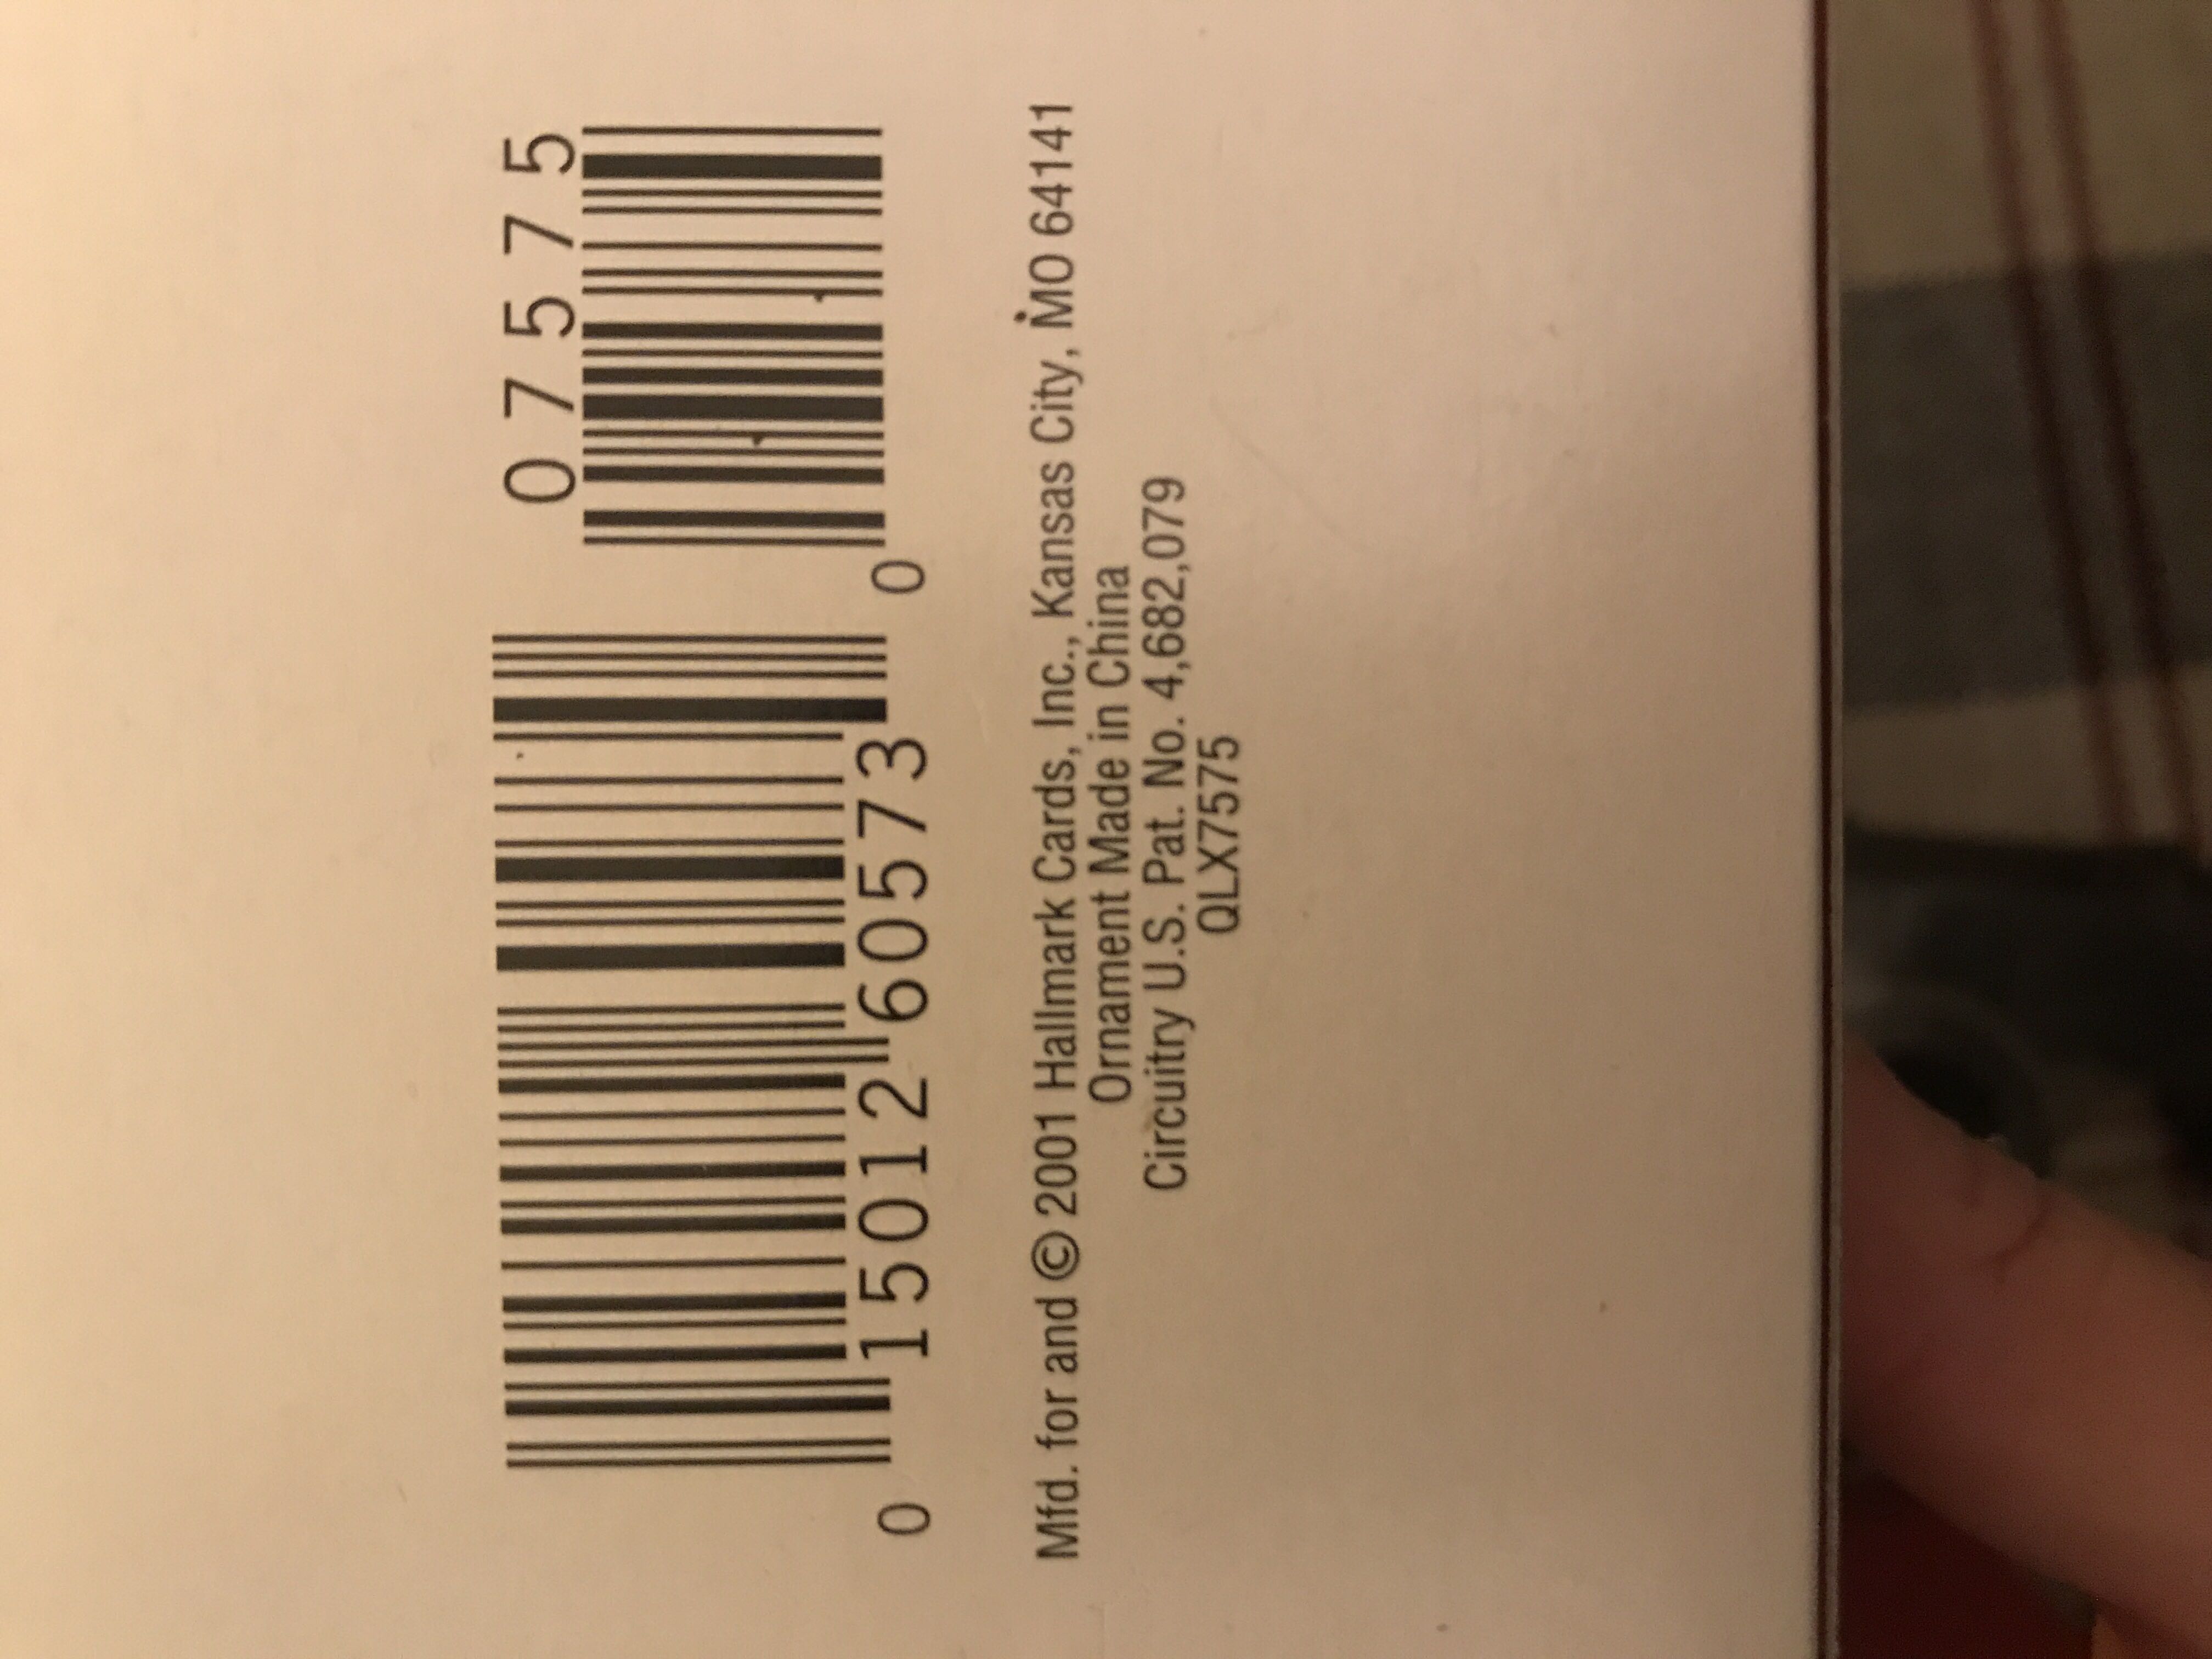 07575
0 15012 60573 0
Mfd. for and © 2001 Hallmark Cards, Inc., Kansas City, MO 64141
Ornament Made in China
Circuitry U.S. Pat. No. 4,682,079
QLX7575